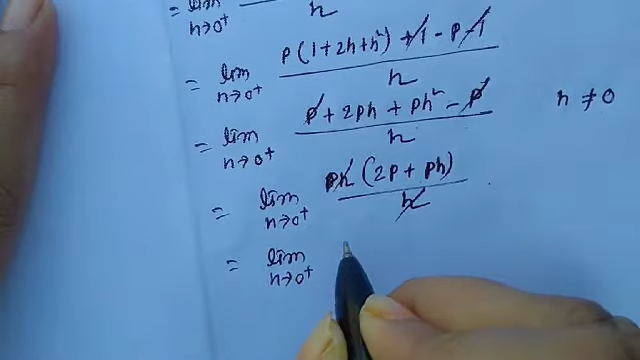 = lim h→0⁺ / h
= lim h→0⁺ p(1+2h+h²) + 1 - p - 1 / h
= lim h→0⁺ p + 2ph + ph² - p / h h ≠ 0
= lim h→0⁺ h (2p + ph) / h
= lim h→0⁺